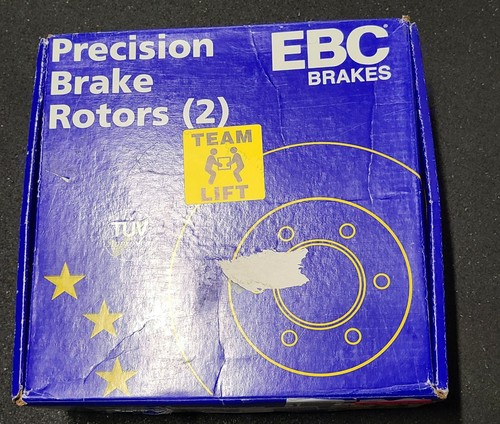 Precision
Brake
Rotors (2)
EBC
BRAKES
TEAM
LIFT
TUV